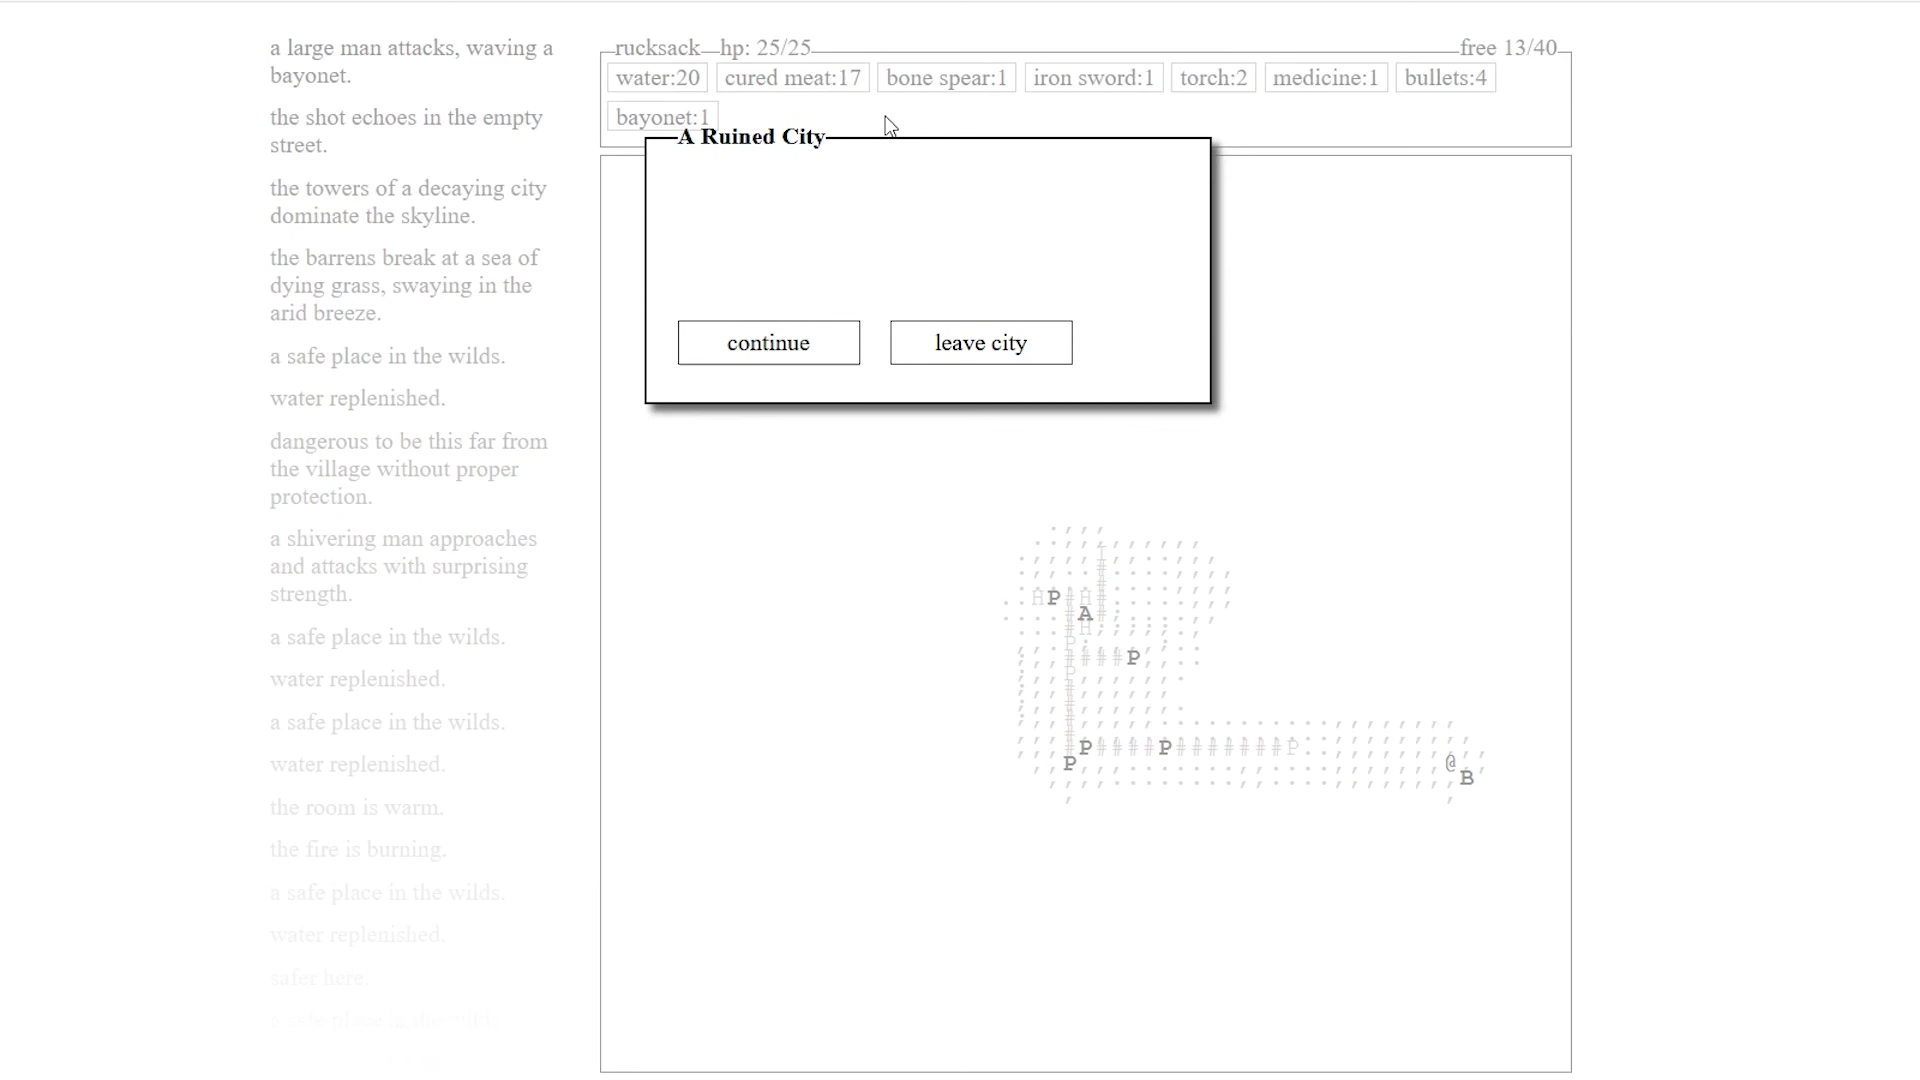 a large man attacks, waving a
bayonet.
the shot echoes in the empty
street.
the towers of a decaying city
dominate the skyline.
the barrens break at a sea of
dying grass, swaying in the
arid breeze.
a safe place in the wilds.
water replenished.
dangerous to be this far from
the village without proper
protection.
a shivering man approaches
and attacks with surprising
strength.
a safe place in the wilds.
water replenished.
a safe place in the wilds.
water replenished.
the room is warm.
the fire is burning.
a safe place in the wilds.
water replenished.
safer here.
a safe place in the wilds.
rucksack hp: 25/25 free 13/40
water:20 cured meat:17 bone spear:1 iron sword:1 torch:2 medicine:1 bullets:4
bayonet:1
A Ruined City
continue leave city
H P # H #
# A #
# H
P
# # # # P
P
# P # # # # P # # # # # # # P
@
P
B